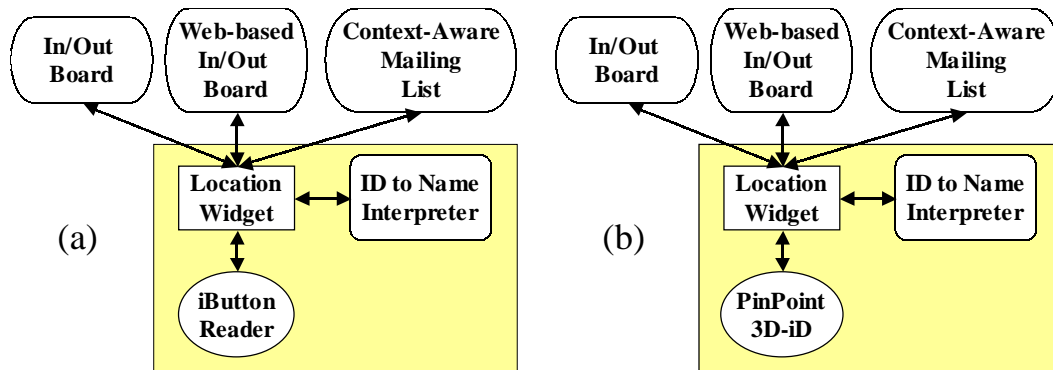 In/Out
Board
Web-based
In/Out
Board
Context-Aware
Mailing
List
Location
Widget
ID to Name
Interpreter
(a)
iButton
Reader
In/Out
Board
Web-based
In/Out
Board
Context-Aware
Mailing
List
Location
Widget
ID to Name
Interpreter
(b)
PinPoint
3D-iD